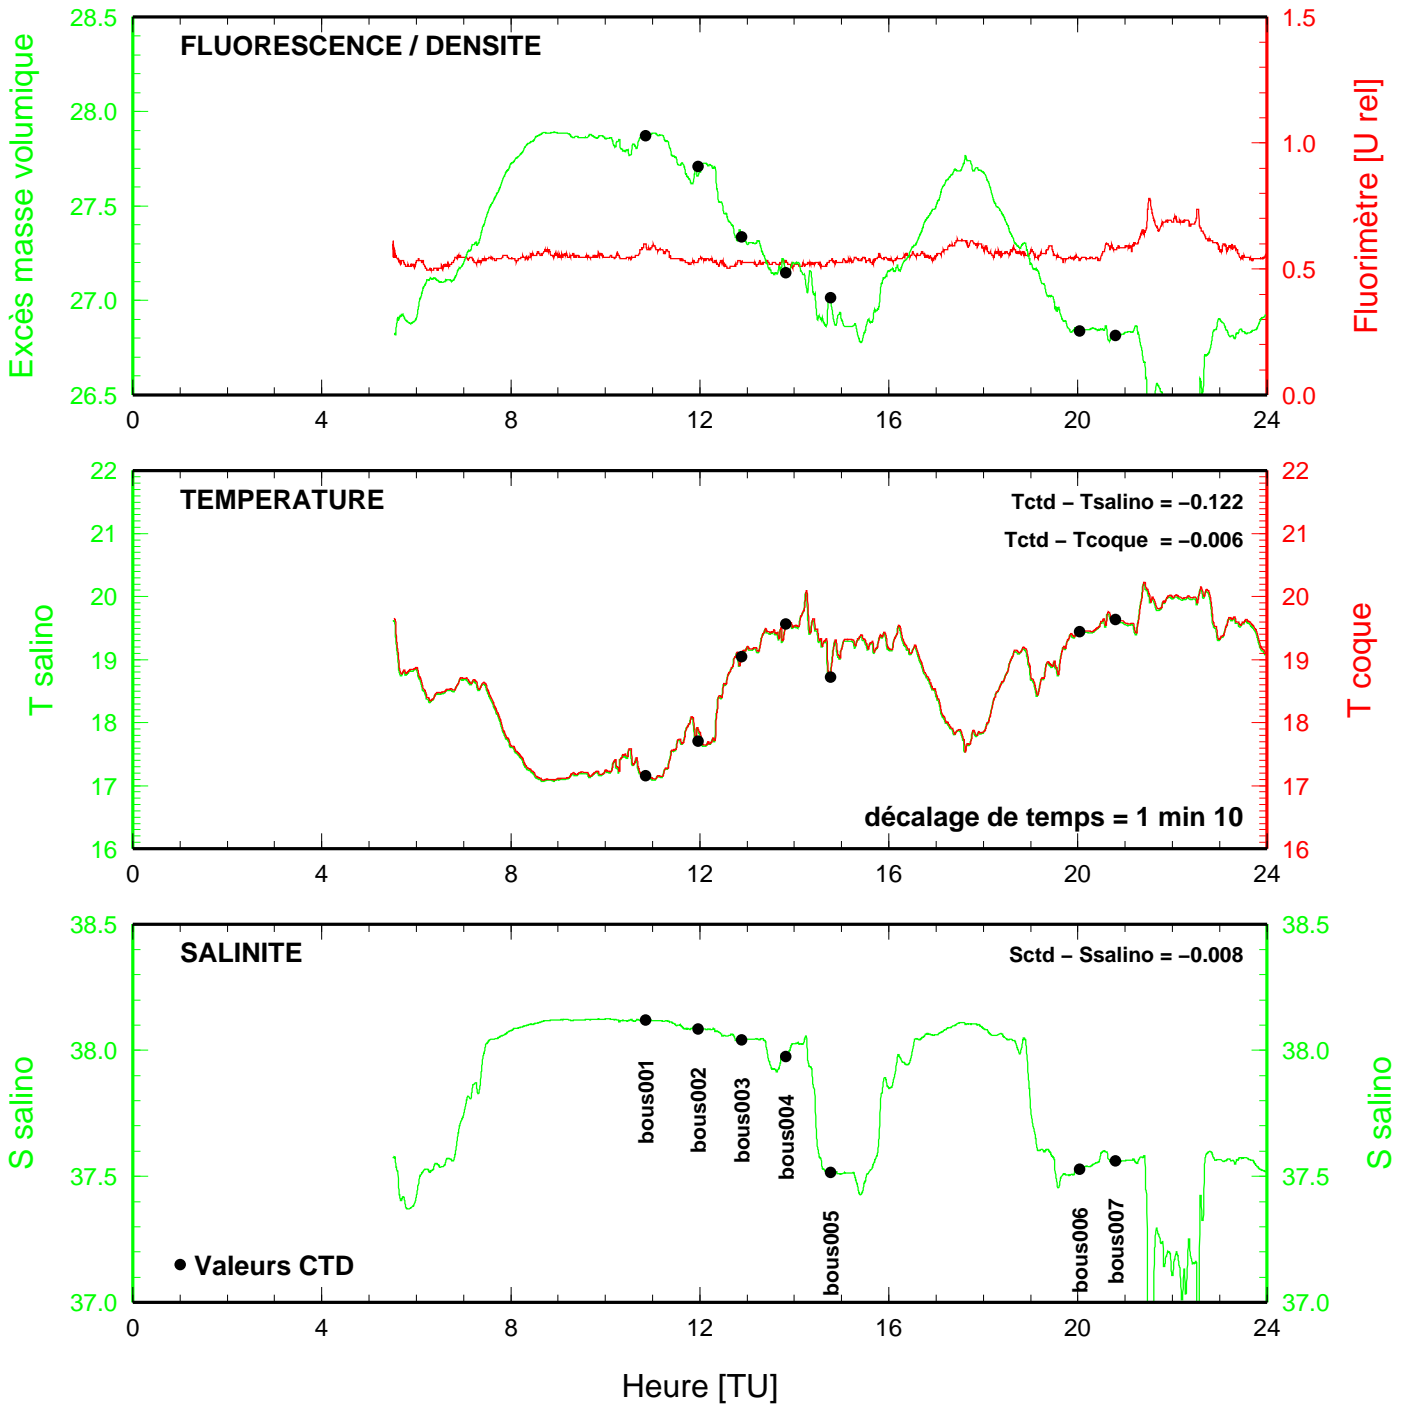 FLUORESCENCE / DENSITE
Excès masse volumique
28.5
28.0
27.5
27.0
26.5
Fluorimètre [U rel]
1.5
1.0
0.5
0.0
0 4 8 12 16 20 24
TEMPERATURE
Tctd − Tsalino = −0.122
Tctd − Tcoque = −0.006
décalage de temps = 1 min 10
T salino
22
21
20
19
18
17
16
T coque
22
21
20
19
18
17
16
0 4 8 12 16 20 24
SALINITE
Sctd − Ssalino = −0.008
S salino
38.5
38.0
37.5
37.0
S salino
38.5
38.0
37.5
37.0
bous001
bous002
bous003
bous004
bous005
bous006
bous007
Valeurs CTD
0 4 8 12 16 20 24
Heure [TU]